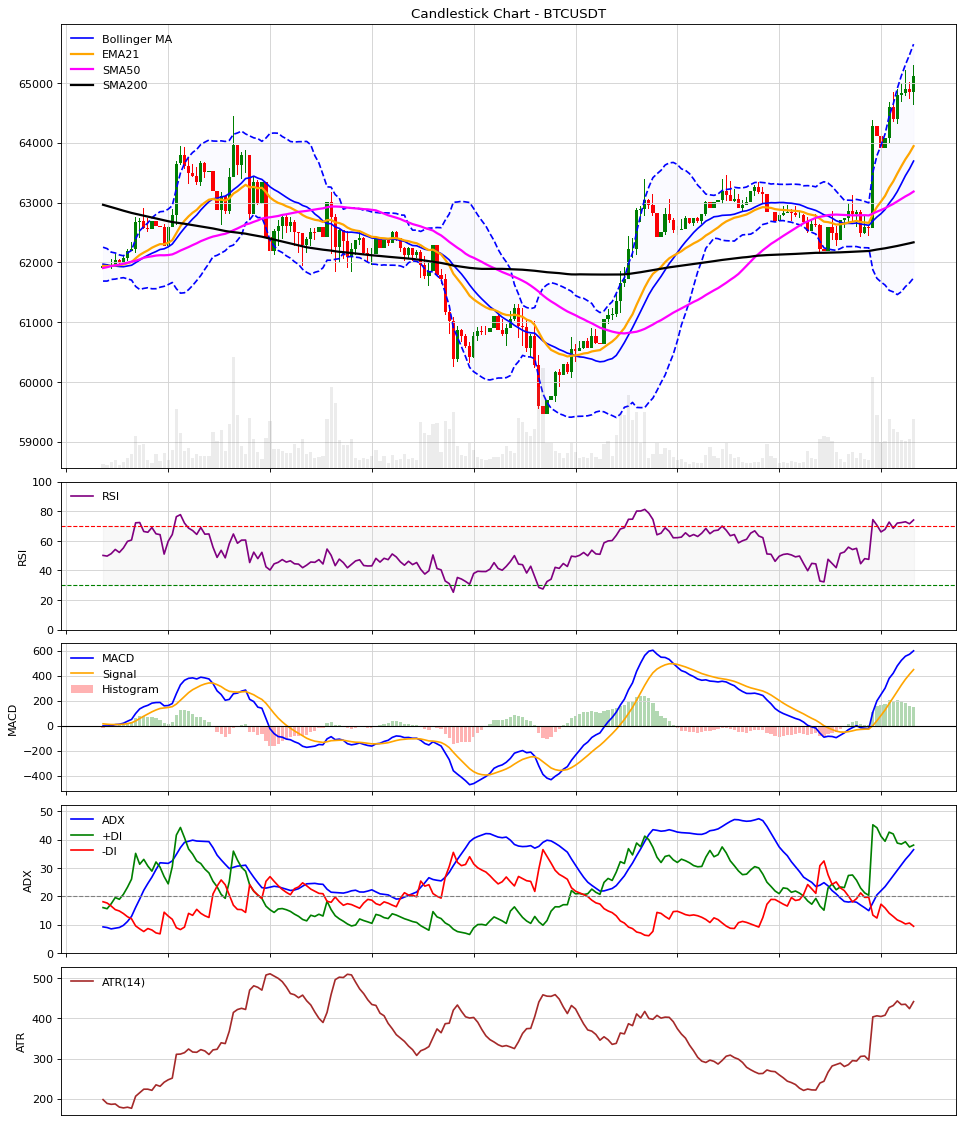 Candlestick Chart - BTCUSDT
Bollinger MA
EMA21
SMA50
SMA200
65000
64000
63000
62000
61000
60000
59000
RSI
100
80
60
40
20
0
RSI
MACD
Signal
Histogram
600
400
200
0
−200
−400
MACD
ADX
+DI
-DI
50
40
30
20
10
0
ADX
ATR(14)
500
400
300
200
ATR